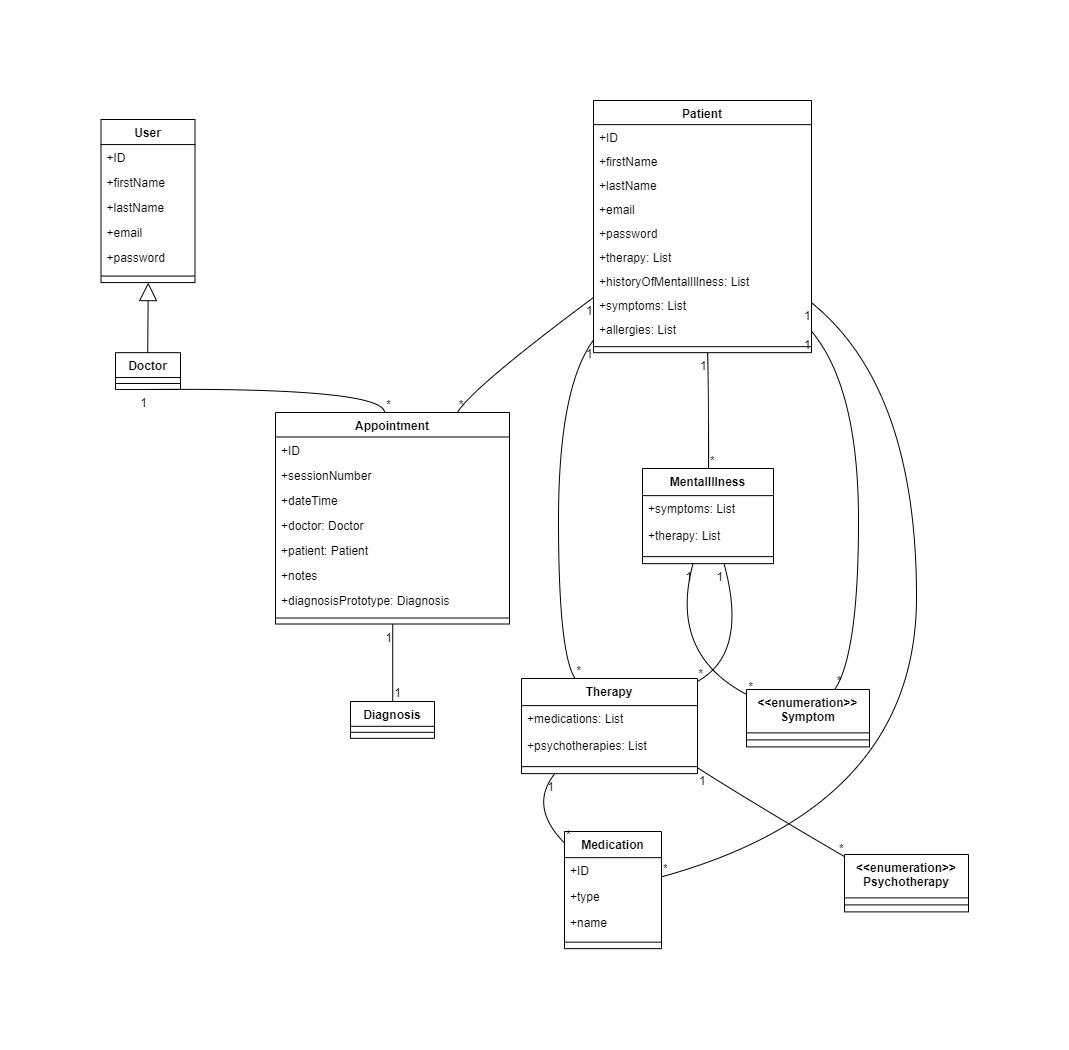 User
+ID
+firstName
+lastName
+email
+password
Doctor
1
*
Patient
+ID
+firstName
+lastName
+email
+password
+therapy: List
+historyOfMentalIllness: List
+symptoms: List
+allergies: List
1
1
1
1
1
*
Appointment
+ID
+sessionNumber
+dateTime
+doctor: Doctor
+patient: Patient
+notes
+diagnosisPrototype: Diagnosis
1
1
Diagnosis
*
MentalIllness
+symptoms: List
+therapy: List
1
1
*
*
*
*
Therapy
+medications: List
+psychotherapies: List
1
1
<<enumeration>>
Symptom
*
Medication
+ID
+type
+name
*
*
<<enumeration>>
Psychotherapy